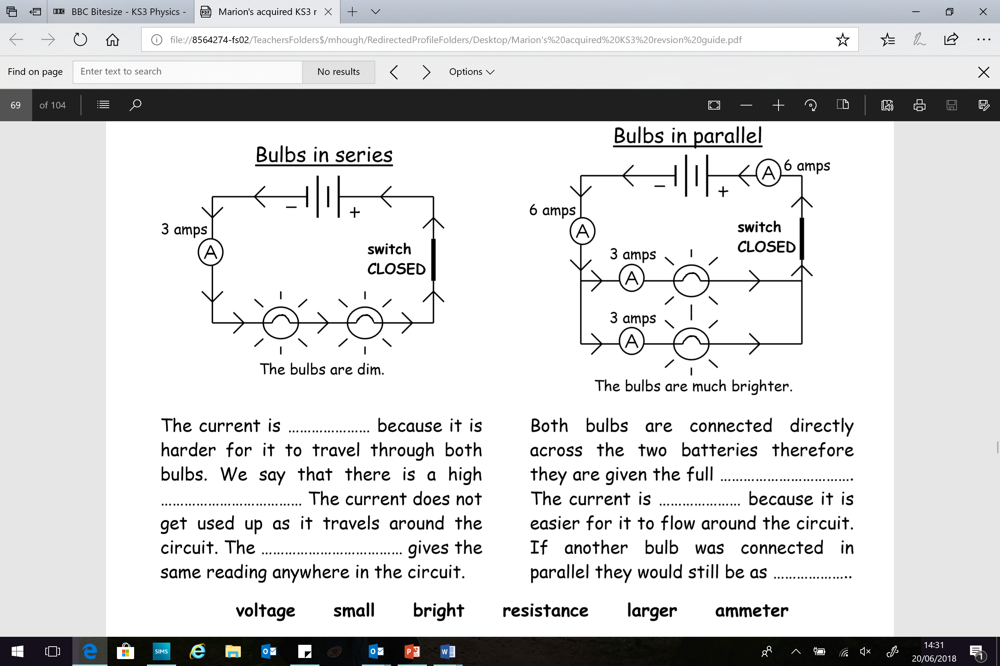 BBC BBC Bitesize - KS3 Physics -
PDF Marion's acquired KS3 r
file://8564274-fs02/TeachersFolders$/mhough/RedirectedProfileFolders/Desktop/Marion's%20acquired%20KS3%20revsion%20guide.pdf
Find on page Enter text to search No results Options
69 of 104
Bulbs in series
3 amps
A
− +
switch
CLOSED
The bulbs are dim.
Bulbs in parallel
A 6 amps
− +
6 amps
A
switch
CLOSED
3 amps
A
3 amps
A
The bulbs are much brighter.
The current is ..................... because it is
harder for it to travel through both
bulbs. We say that there is a high
.................................... The current does not
get used up as it travels around the
circuit. The .................................... gives the
same reading anywhere in the circuit.
Both bulbs are connected directly
across the two batteries therefore
they are given the full ..................................
The current is ..................... because it is
easier for it to flow around the circuit.
If another bulb was connected in
parallel they would still be as .....................
voltage small bright resistance larger ammeter
SIMS
14:31
20/06/2018
1